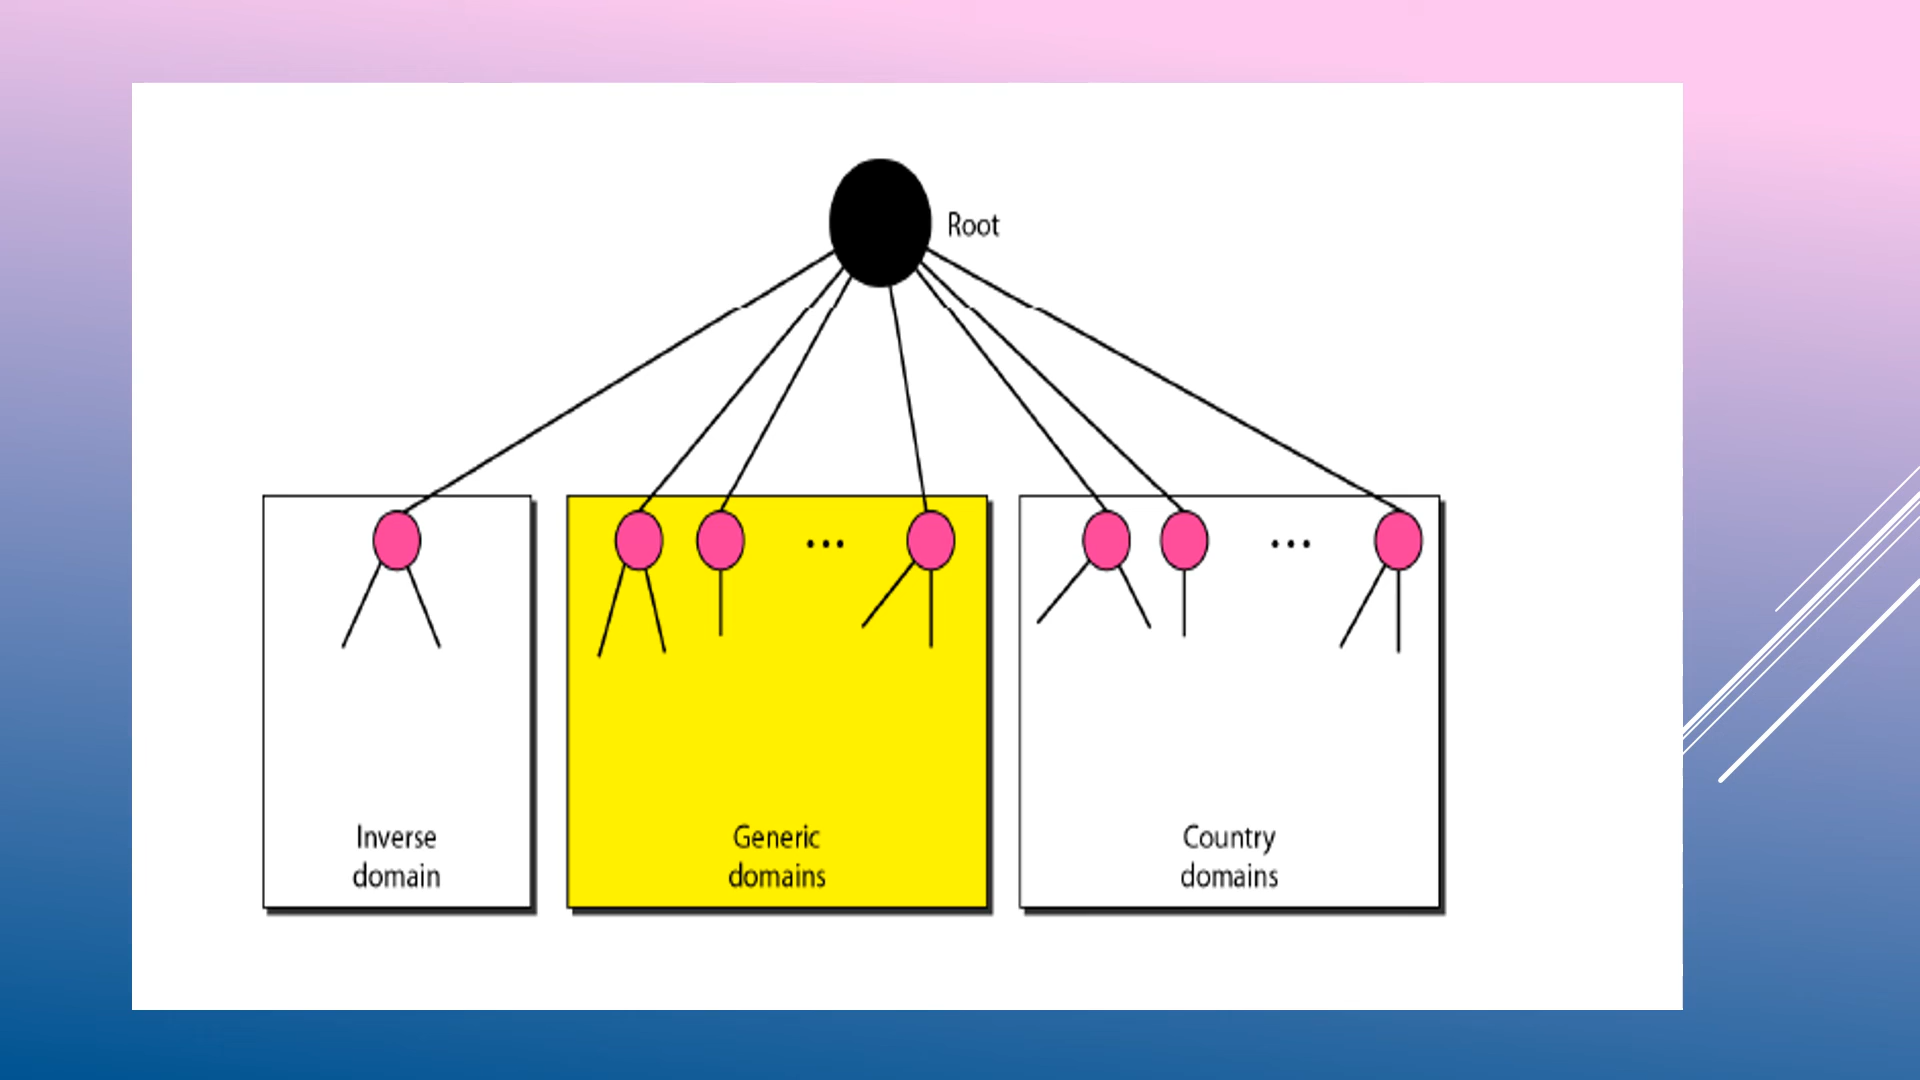 Root
Inverse
domain
Generic
domains
Country
domains